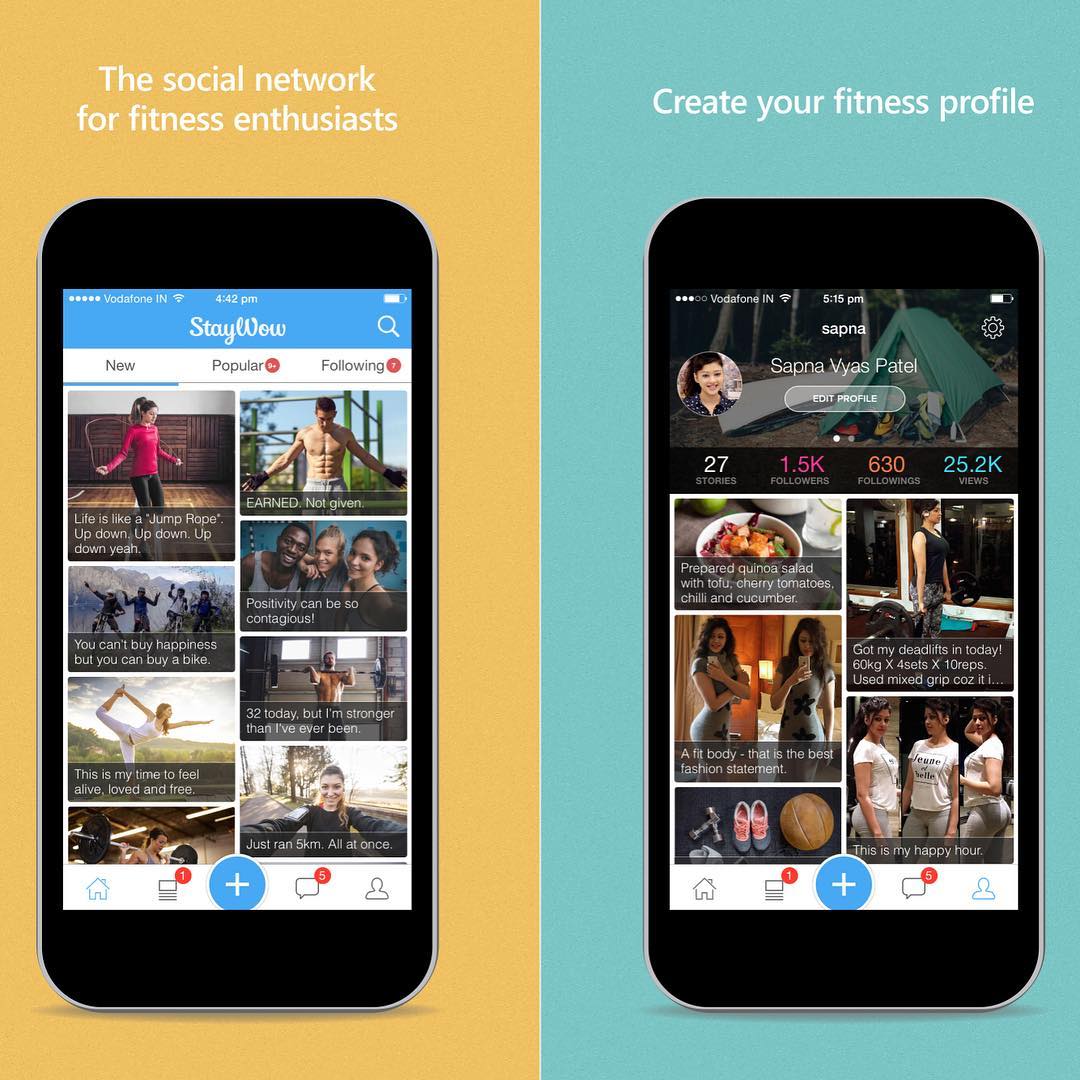 The social network
for fitness enthusiasts
Vodafone IN
4:42 pm
StayWow
New
Popular 9+
Following 7
Life is like a "Jump Rope".
Up down. Up down. Up
down yeah.
You can't buy happiness
but you can buy a bike.
This is my time to feel
alive, loved and free.
EARNED. Not given.
Positivity can be so
contagious!
32 today, but I'm stronger
than I've ever been.
Just ran 5km. All at once.
1
+
5
Create your fitness profile
Vodafone IN
5:15 pm
sapna
Sapna Vyas Patel
EDIT PROFILE
27
STORIES
1.5K
FOLLOWERS
630
FOLLOWINGS
25.2K
VIEWS
Prepared quinoa salad
with tofu, cherry tomatoes,
chilli and cucumber.
A fit body - that is the best
fashion statement.
Got my deadlifts in today!
60kg X 4sets X 10reps.
Used mixed grip coz it i...
Jeune
et
belle
This is my happy hour.
1
+
5